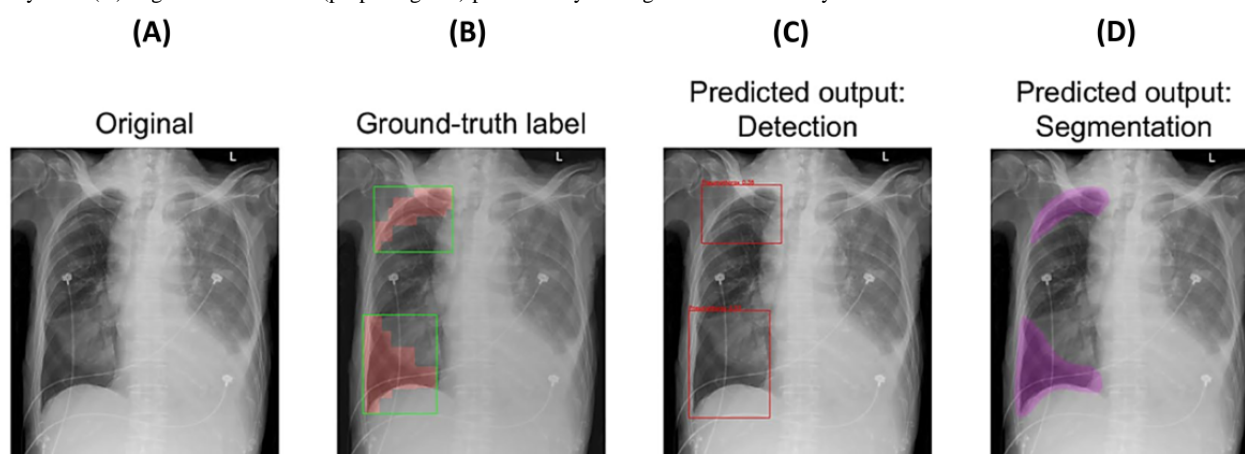 (A) (B) (C) (D)
Original
Ground-truth label
Predicted output:
Detection
Predicted output:
Segmentation
L
L
L
L